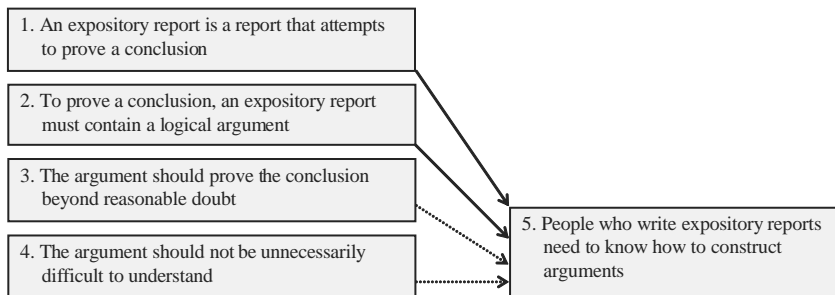 1. An expository report is a report that attempts
to prove a conclusion
2. To prove a conclusion, an expository report
must contain a logical argument
3. The argument should prove the conclusion
beyond reasonable doubt
4. The argument should not be unnecessarily
difficult to understand
5. People who write expository reports
need to know how to construct
arguments